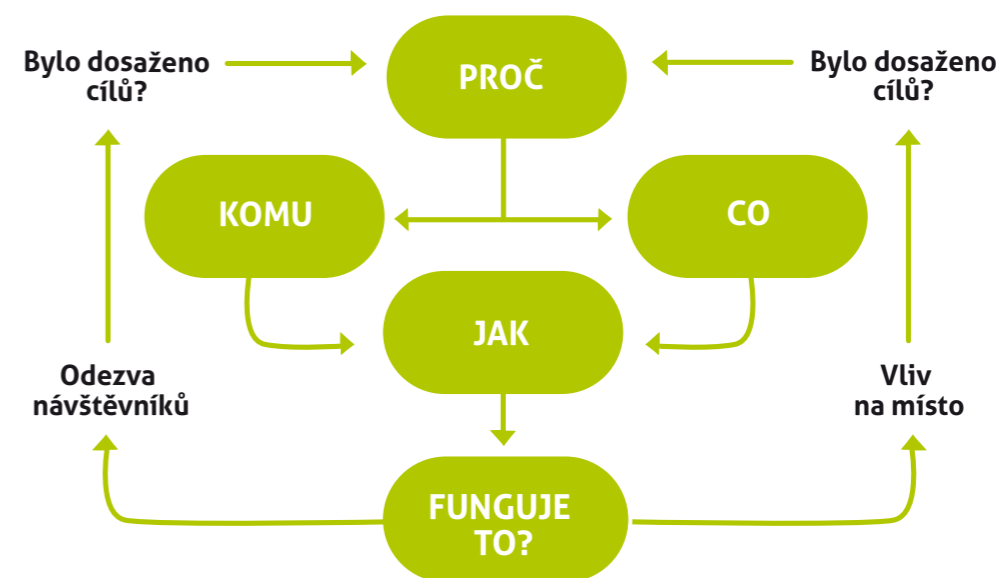 Bylo dosaženo
cílů?
PROČ
Bylo dosaženo
cílů?
KOMU
CO
JAK
Odezva
návštěvníků
Vliv
na místo
FUNGUJE
TO?